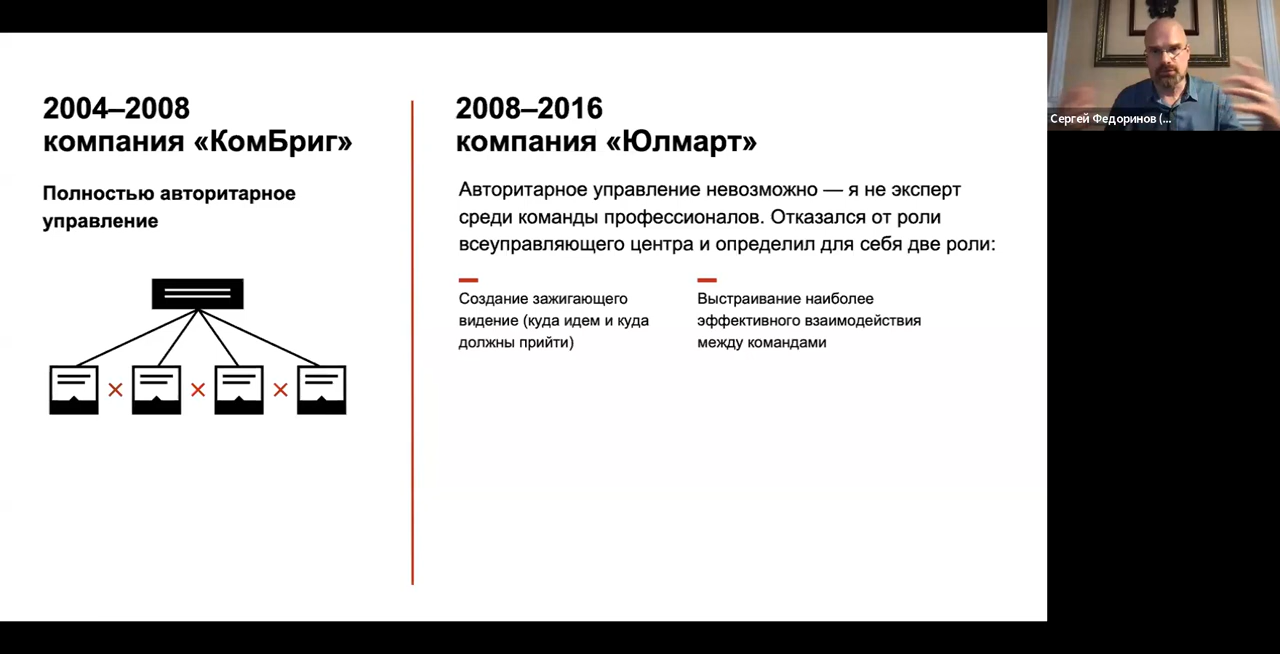 2004–2008
компания «КомБриг»
Полностью авторитарное
управление
2008–2016
компания «Юлмарт»
Авторитарное управление невозможно — я не эксперт
среди команды профессионалов. Отказался от роли
всеуправляющего центра и определил для себя две роли:
Создание зажигающего
видение (куда идем и куда
должны прийти)
Выстраивание наиболее
эффективного взаимодействия
между командами
Сергей Федоринов (...